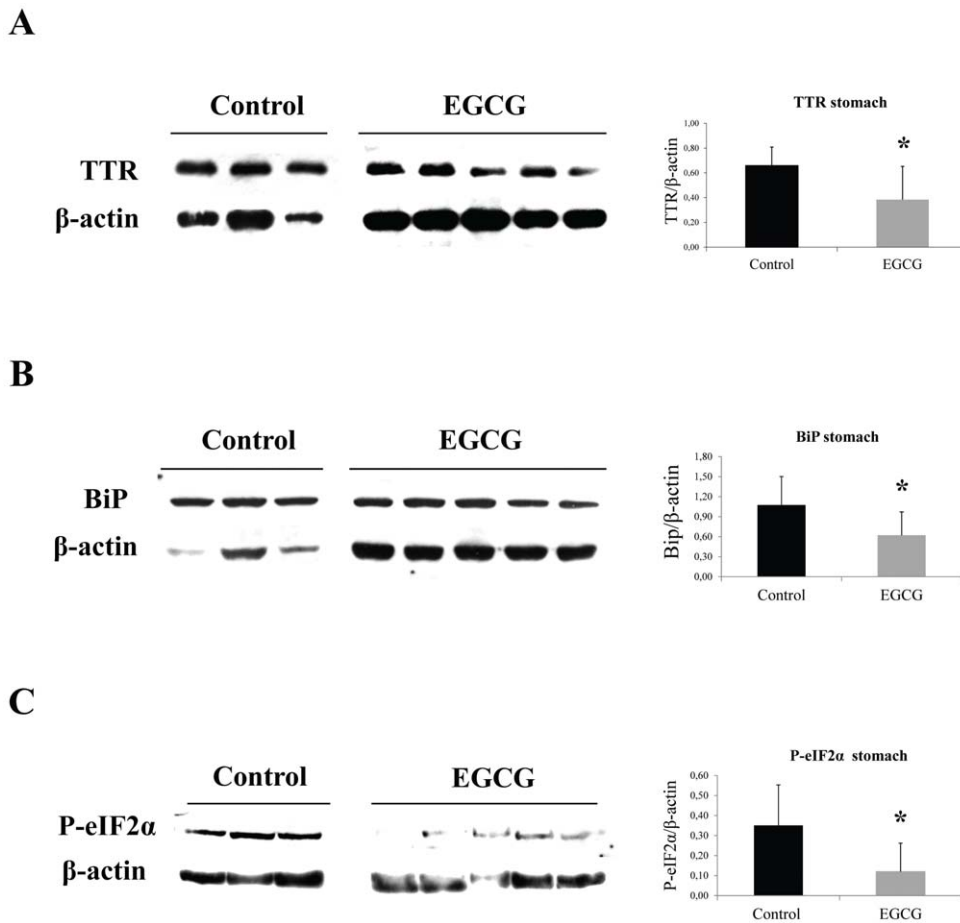 A
Control
EGCG
TTR
β-actin
TTR stomach
TTR/β-actin
1,00
0,80
0,60
0,40
0,20
0,00
*
Control
EGCG
B
Control
EGCG
BiP
β-actin
BiP stomach
Bip/β-actin
1,80
1,50
1,20
0,90
0,60
0,30
0,00
*
Control
EGCG
C
Control
EGCG
P-eIF2α
β-actin
P-eIF2α stomach
P-eIF2α/β-actin
0,60
0,50
0,40
0,30
0,20
0,10
0,00
*
Control
EGCG